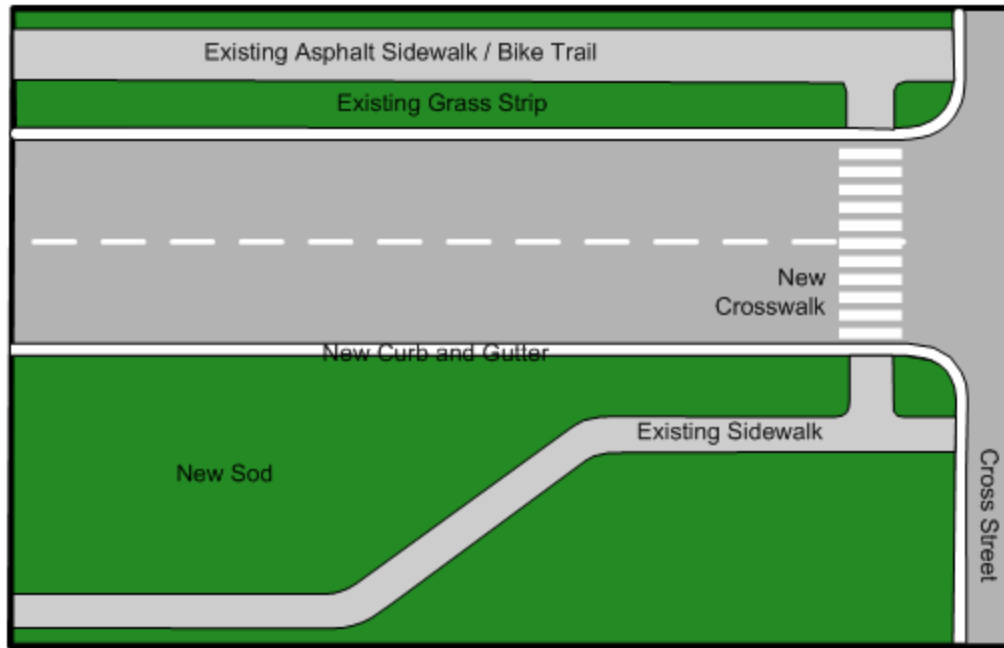 Existing Asphalt Sidewalk / Bike Trail
Existing Grass Strip
New
Crosswalk
New Curb and Gutter
Existing Sidewalk
New Sod
Cross Street